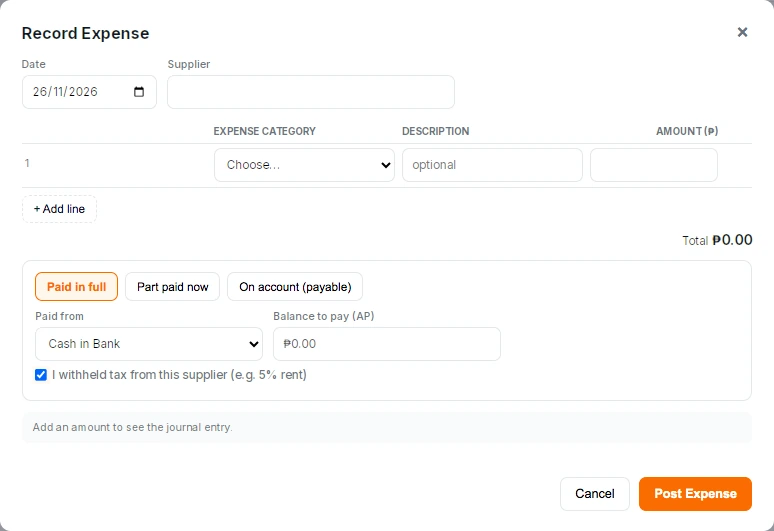 Record Expense ×
Date Supplier
26/11/2026
EXPENSE CATEGORY DESCRIPTION AMOUNT (₱)
1 Choose... optional
+ Add line
Total ₱0.00
Paid in full Part paid now On account (payable)
Paid from Balance to pay (AP)
Cash in Bank ₱0.00
I withheld tax from this supplier (e.g. 5% rent)
Add an amount to see the journal entry.
Cancel Post Expense